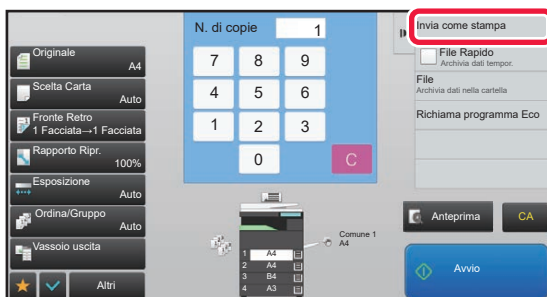 Originale
A4
Scelta Carta
Auto
Fronte Retro
1 Facciata→1 Facciata
Rapporto Ripr.
100%
Esposizione
Auto
Ordina/Gruppo
Auto
Vassoio uscita
Altri
N. di copie
1
7 8 9
4 5 6
1 2 3
0 C
Comune 1
A4
1 A4
2 A4
3 B4
4 A3
Invia come stampa
File Rapido
Archivia dati tempor.
File
Archivia dati nella cartella
Richiama programma Eco
Anteprima
CA
Avvio